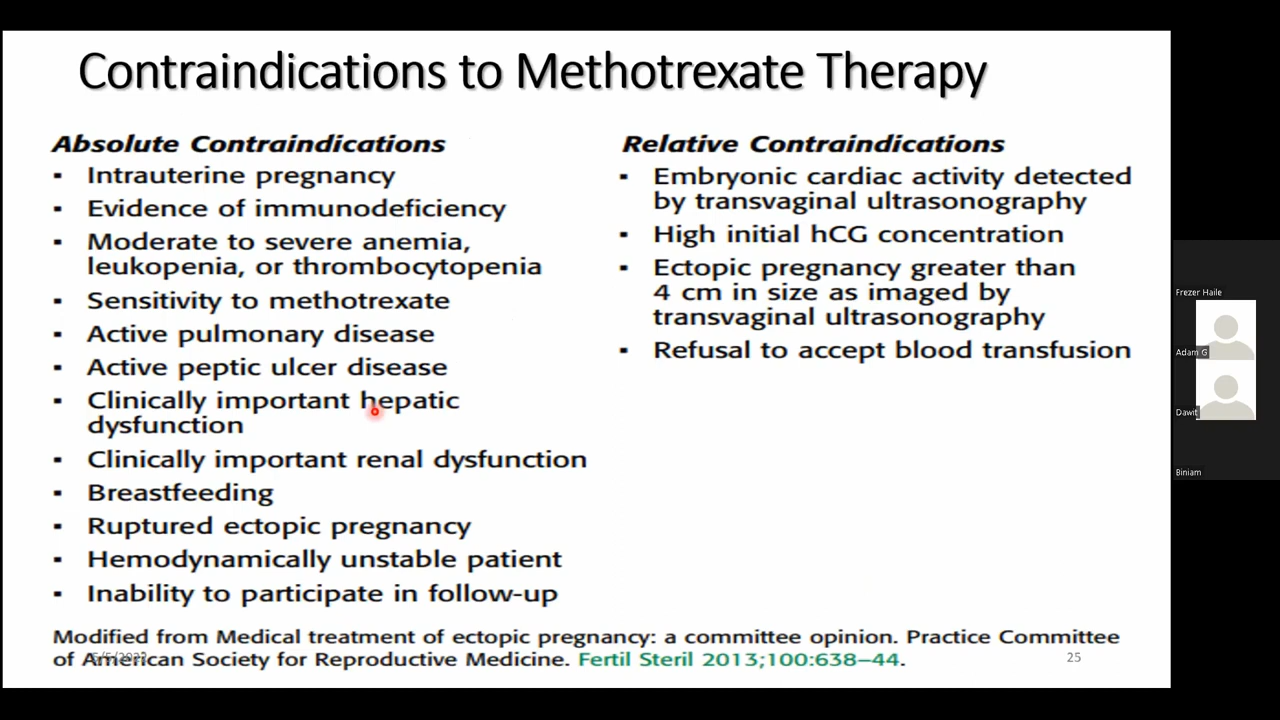 Contraindications to Methotrexate Therapy
Absolute Contraindications
▪ Intrauterine pregnancy
▪ Evidence of immunodeficiency
▪ Moderate to severe anemia,
leukopenia, or thrombocytopenia
▪ Sensitivity to methotrexate
▪ Active pulmonary disease
▪ Active peptic ulcer disease
▪ Clinically important hepatic
dysfunction
▪ Clinically important renal dysfunction
▪ Breastfeeding
▪ Ruptured ectopic pregnancy
▪ Hemodynamically unstable patient
▪ Inability to participate in follow-up
Relative Contraindications
▪ Embryonic cardiac activity detected
by transvaginal ultrasonography
▪ High initial hCG concentration
▪ Ectopic pregnancy greater than
4 cm in size as imaged by
transvaginal ultrasonography
▪ Refusal to accept blood transfusion
Modified from Medical treatment of ectopic pregnancy: a committee opinion. Practice Committee
of American Society for Reproductive Medicine. Fertil Steril 2013;100:638–44.
25
Frezer Haile
Adam G
Dawit
Biniam